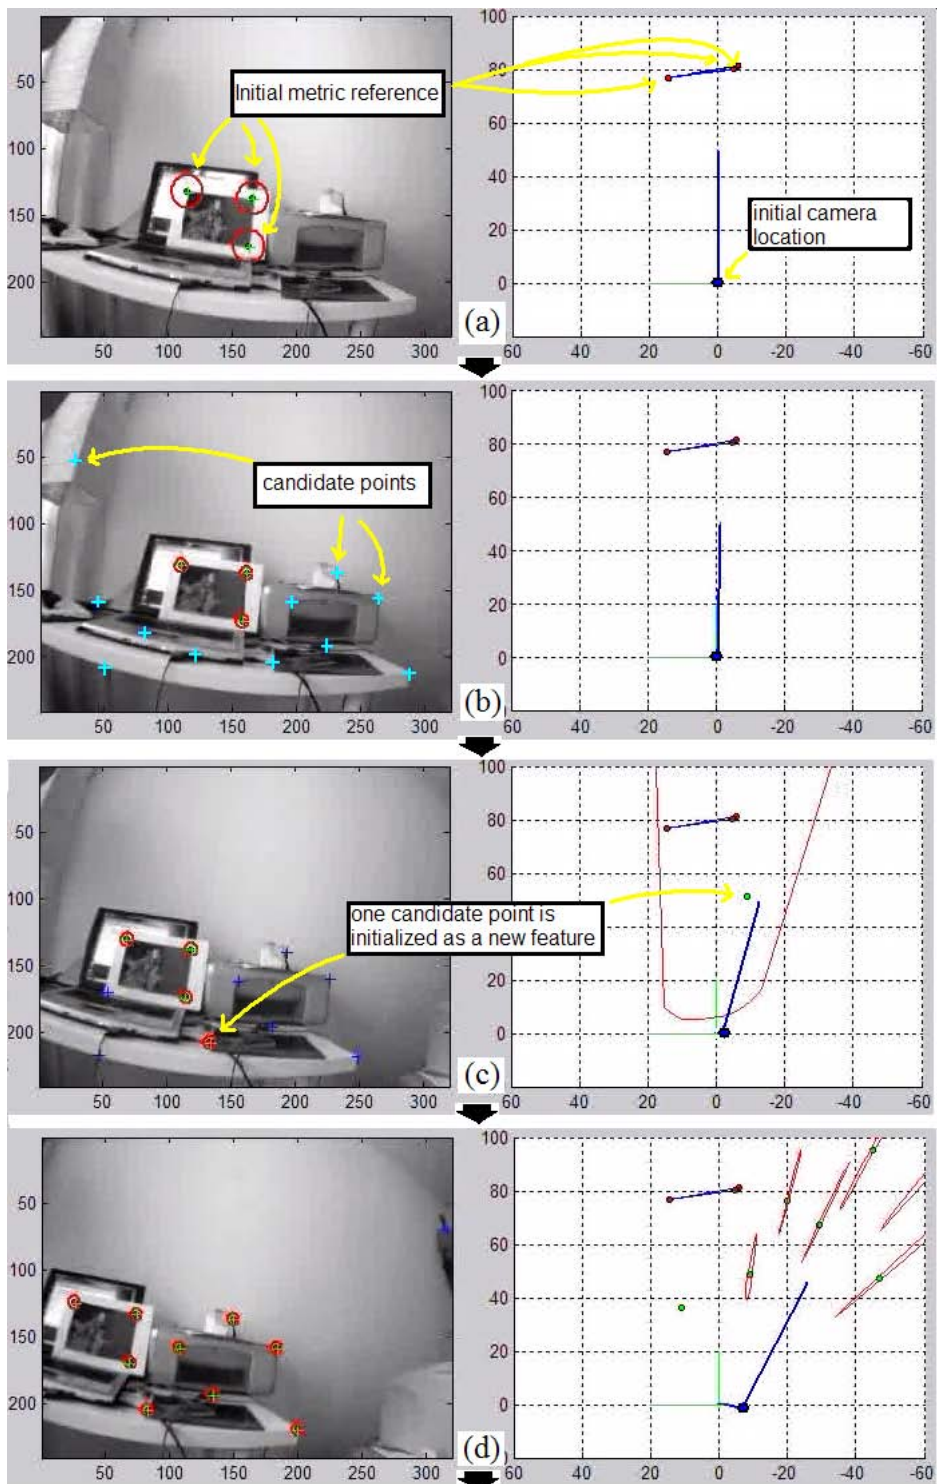 50
100
150
200
50 100 150 200 250 300
Initial metric reference
100
80
60
40
20
0
60 40 20 0 -20 -40 -60
initial camera
location
(a)
50
100
150
200
50 100 150 200 250 300
candidate points
100
80
60
40
20
0
60 40 20 0 -20 -40 -60
(b)
50
100
150
200
50 100 150 200 250 300
one candidate point is
initialized as a new feature
100
80
60
40
20
0
60 40 20 0 -20 -40 -60
(c)
50
100
150
200
50 100 150 200 250 300
100
80
60
40
20
0
60 40 20 0 -20 -40 -60
(d)